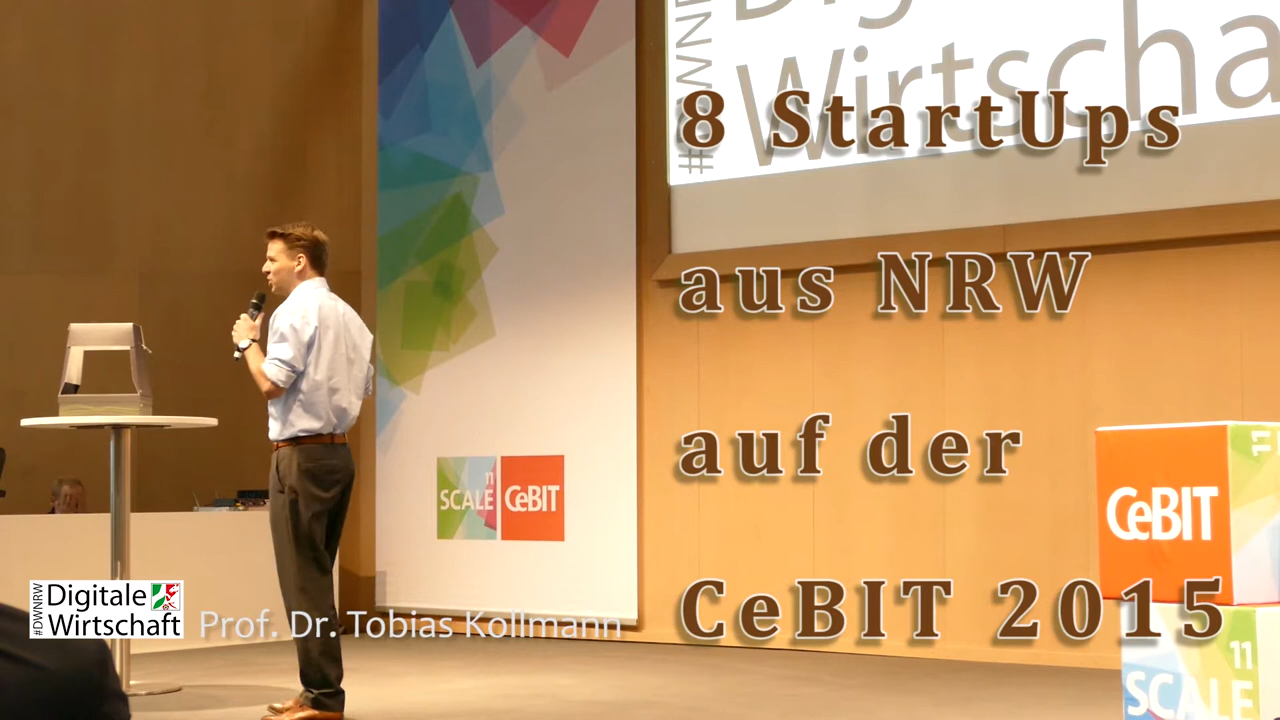 #DWNRW
Wirtscha
8 StartUps
aus NRW
auf der
CeBIT 2015
11
SCALE
CeBIT
11
CeBIT
11
SCALE
#DWNRW
Digitale
Wirtschaft
Prof. Dr. Tobias Kollmann